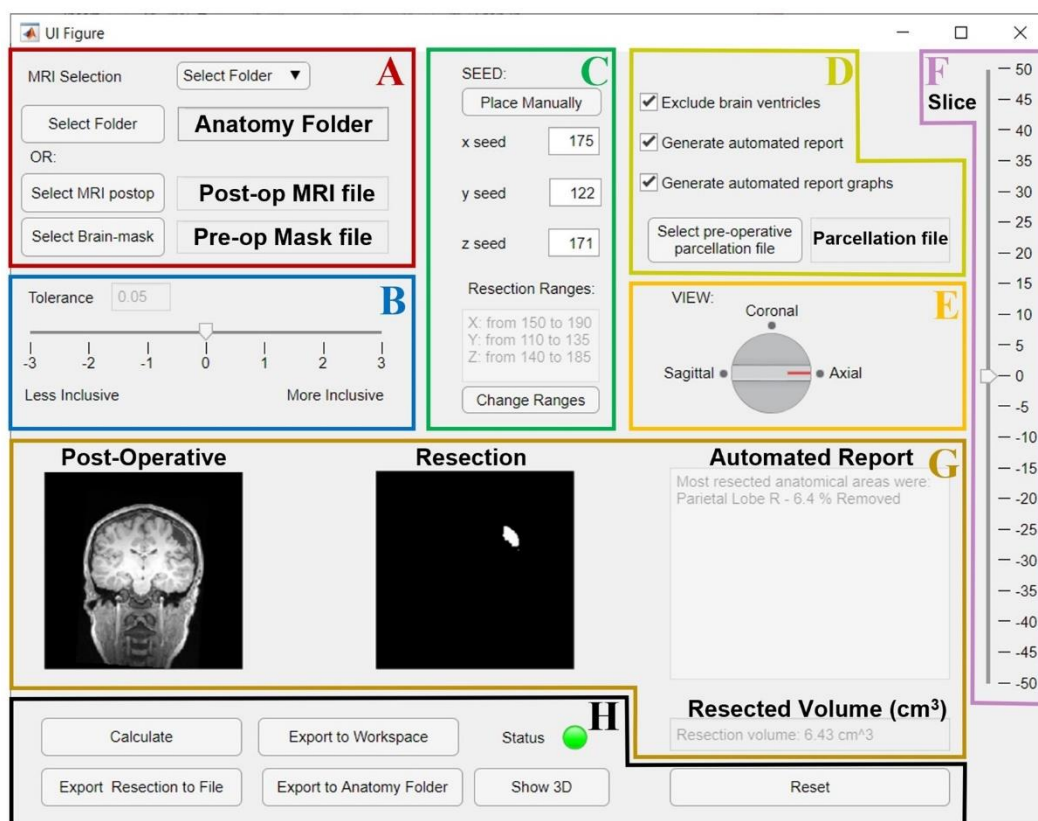 UI Figure
A
MRI Selection
Select Folder
Select Folder
Anatomy Folder
OR:
Select MRI postop
Post-op MRI file
Select Brain-mask
Pre-op Mask file
B
Tolerance
0.05
-3 -2 -1 0 1 2 3
Less Inclusive
More Inclusive
C
SEED:
Place Manually
x seed
175
y seed
122
z seed
171
Resection Ranges:
X: from 150 to 190
Y: from 110 to 135
Z: from 140 to 185
Change Ranges
D
Exclude brain ventricles
Generate automated report
Generate automated report graphs
Select pre-operative
parcellation file
Parcellation file
E
VIEW:
Coronal
Sagittal
Axial
F
Slice
50
45
40
35
30
25
20
15
10
5
0
-5
-10
-15
-20
-25
-30
-35
-40
-45
-50
G
Post-Operative
Resection
Automated Report
Most resected anatomical areas were:
Parietal Lobe R - 6.4 % Removed
Resected Volume (cm³)
Resection volume: 6.43 cm^3
H
Calculate
Export to Workspace
Status
Export Resection to File
Export to Anatomy Folder
Show 3D
Reset